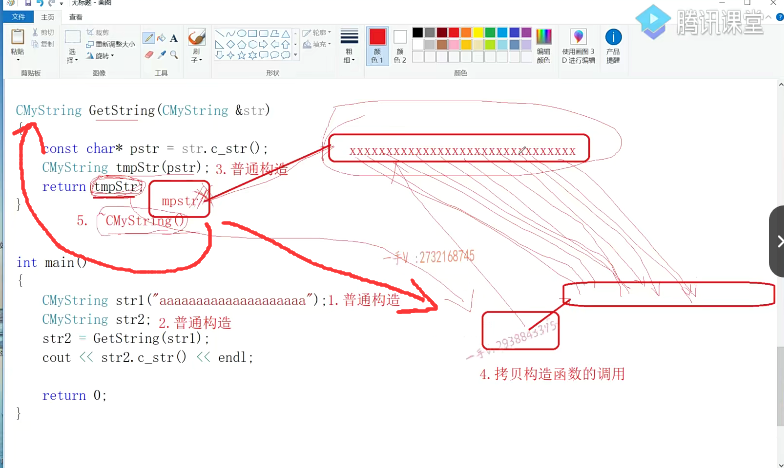 无标题 - 画图
文件 主页 查看
粘贴 剪切 复制 选择 裁剪 重新调整大小 旋转 刷子 轮廓 填充 粗细 颜色 1 颜色 2 编辑颜色 使用画图 3D 进行编辑 产品提醒
剪贴板 图像 工具 形状 颜色
腾讯课堂
CMyString GetString(CMyString &str)
{
const char* pstr = str.c_str();
xxxxxxxxxxxxxxxxxxxxxxxxxxxxxxx
CMyString tmpStr(pstr); 3.普通构造
return tmpStr;
mpstr
}
5. CMyString()
一手V :2732168745
int main()
{
CMyString str1("aaaaaaaaaaaaaaaaaaaa");1.普通构造
CMyString str2; 2.普通构造
str2 = GetString(str1);
一手V: 2938843375
cout << str2.c_str() << endl;
4.拷贝构造函数的调用
return 0;
}